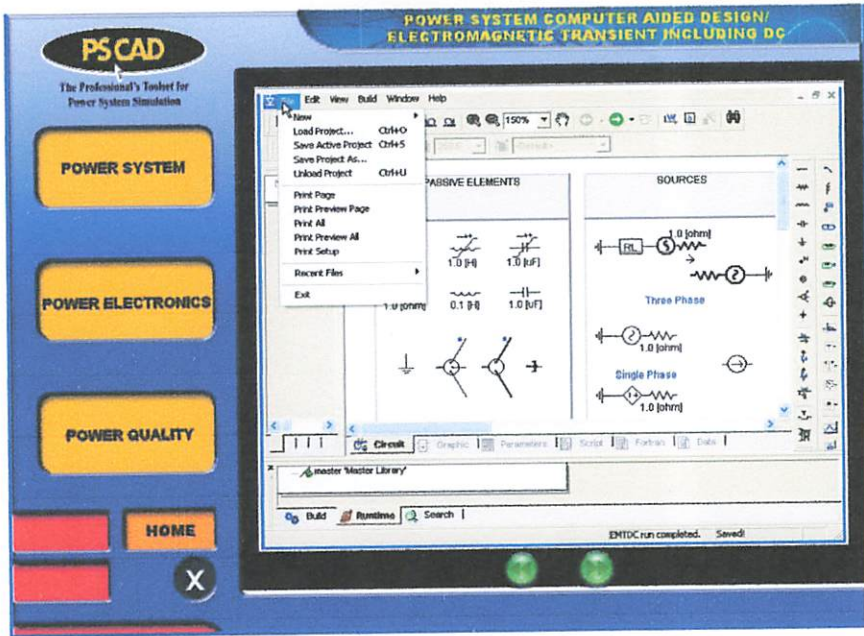 POWER SYSTEM COMPUTER AIDED DESIGN/
ELECTROMAGNETIC TRANSIENT INCLUDING DC
PSCAD
The Professional's Toolset for
Power System Simulation
POWER SYSTEM
POWER ELECTRONICS
POWER QUALITY
HOME
X
Edit View Build Window Help
New
Load Project... Ctrl+O
Save Active Project Ctrl+S
Save Project As...
Unload Project Ctrl+U
Print Page
Print Preview Page
Print All
Print Preview All
Print Setup
Recent Files
Exit
150%
PASSIVE ELEMENTS
1.0 [H] 1.0 [uF]
1.0 [ohm] 0.1 [H] 1.0 [uF]
SOURCES
1.0 [ohm]
RL
Three Phase
1.0 [ohm]
Single Phase
1.0 [ohm]
Circuit Graphic Parameters Script Fortran Data
master 'Master Library'
Build Runtime Search
EMTDC run completed. Saved!